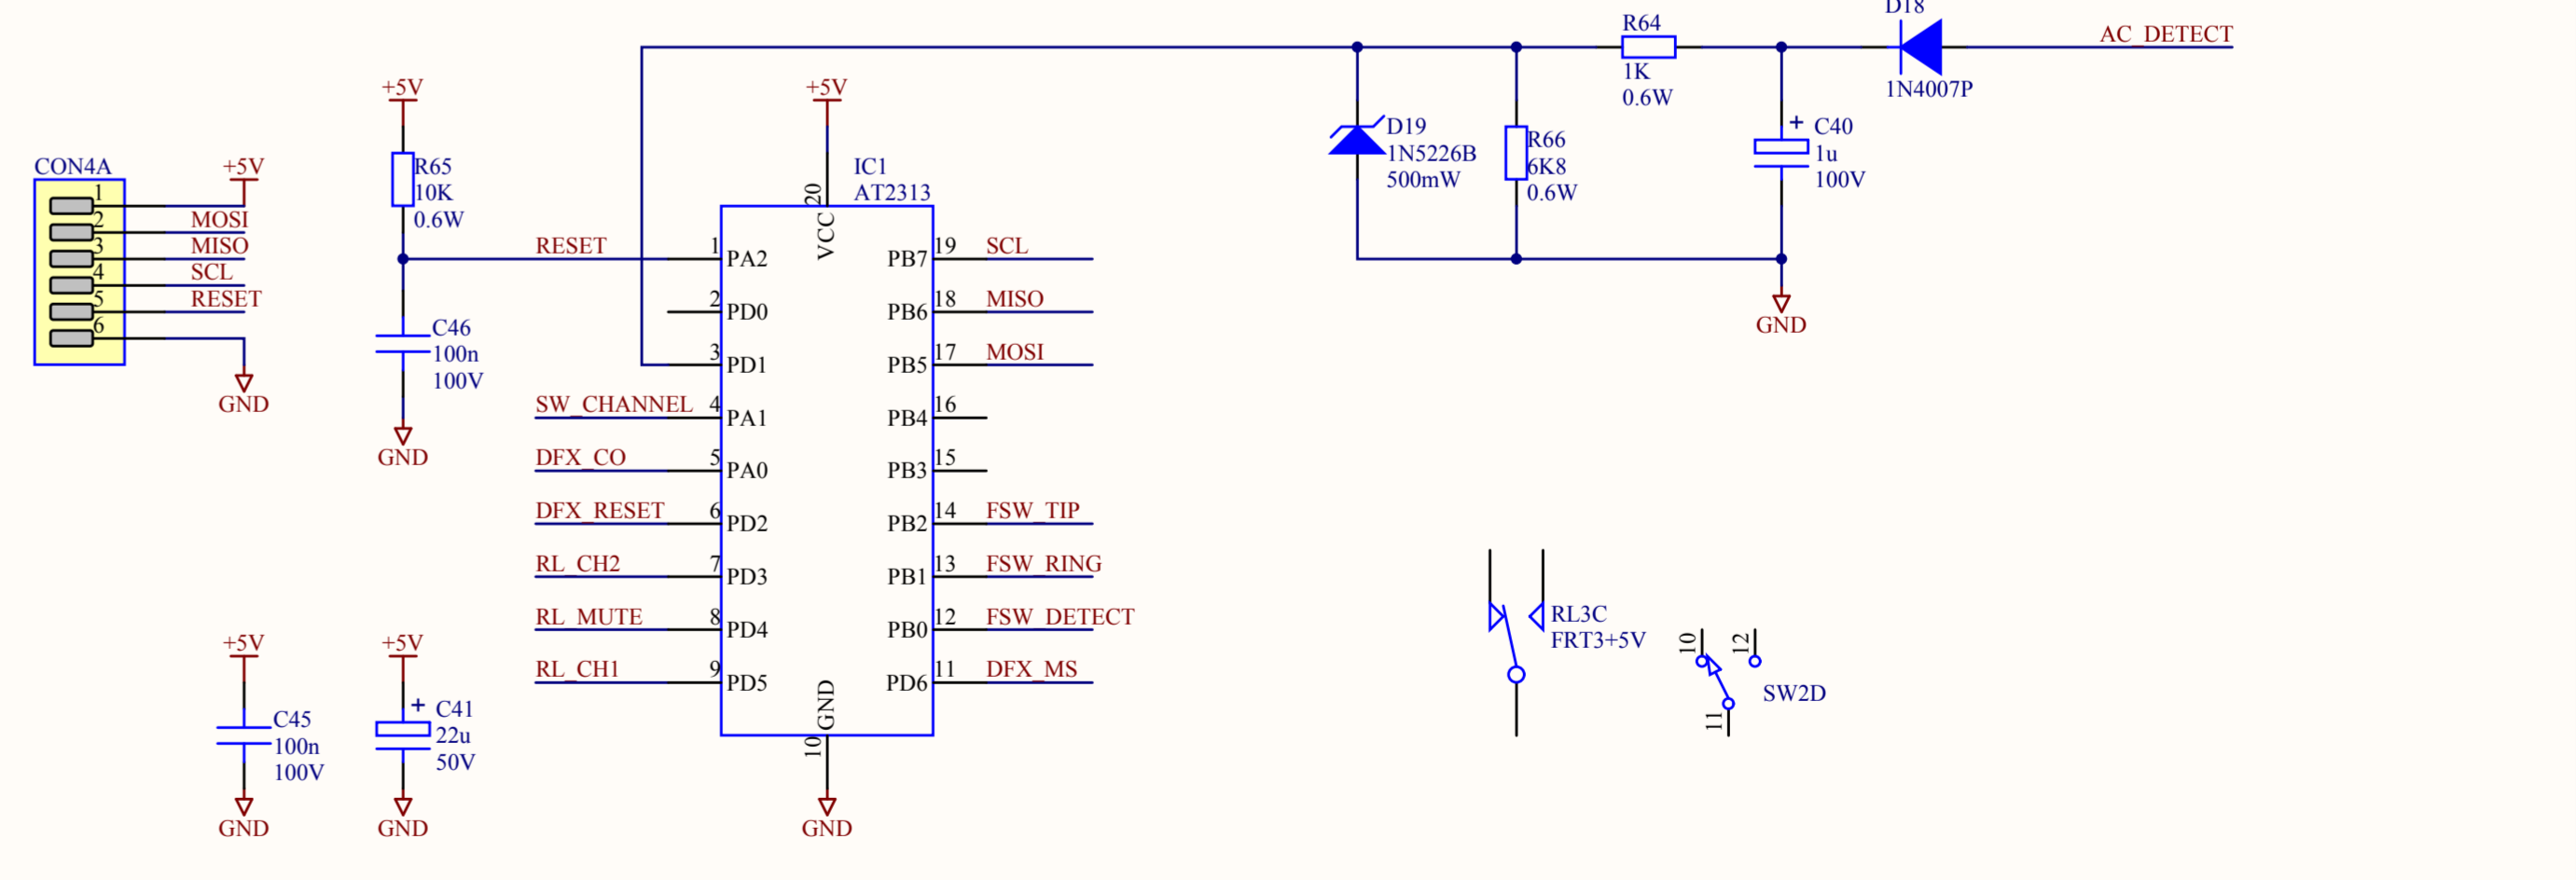 D18
R64
AC_DETECT
1K
0.6W
1N4007P
+5V
+5V
D19
1N5226B
500mW
R66
6K8
0.6W
+ C40
1u
100V
CON4A
+5V
R65
10K
0.6W
IC1
AT2313
20
VCC
1
2 MOSI
3 MISO
4 SCL
5 RESET
6
GND
RESET
C46
100n
100V
GND
1 PA2
2 PD0
3 PD1
SW_CHANNEL 4 PA1
DFX_CO 5 PA0
DFX_RESET 6 PD2
RL_CH2 7 PD3
RL_MUTE 8 PD4
RL_CH1 9 PD5
PB7 19 SCL
PB6 18 MISO
PB5 17 MOSI
PB4 16
PB3 15
PB2 14 FSW_TIP
PB1 13 FSW_RING
PB0 12 FSW_DETECT
PD6 11 DFX_MS
GND
10
GND
GND
+5V
C45
100n
100V
GND
+5V
+ C41
22u
50V
GND
RL3C
FRT3+5V
10
12
11
SW2D